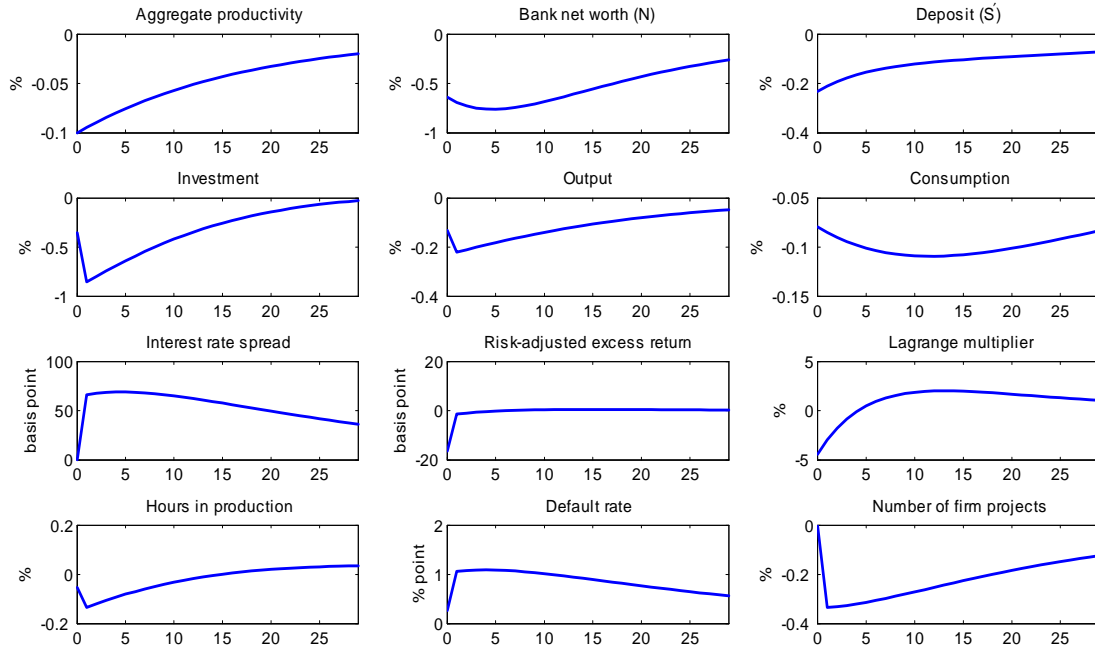 Aggregate productivity
Bank net worth (N)
Deposit (S´)
0
-0.05
-0.1
%
0 5 10 15 20 25
0
-0.5
-1
%
0 5 10 15 20 25
0
-0.2
-0.4
%
0 5 10 15 20 25
Investment
Output
Consumption
0
-0.5
-1
%
0 5 10 15 20 25
0
-0.2
-0.4
%
0 5 10 15 20 25
-0.05
-0.1
-0.15
%
0 5 10 15 20 25
Interest rate spread
Risk-adjusted excess return
Lagrange multiplier
100
50
0
basis point
0 5 10 15 20 25
20
0
-20
basis point
0 5 10 15 20 25
5
0
-5
%
0 5 10 15 20 25
Hours in production
Default rate
Number of firm projects
0.2
0
-0.2
%
0 5 10 15 20 25
2
1
0
% point
0 5 10 15 20 25
0
-0.2
-0.4
%
0 5 10 15 20 25